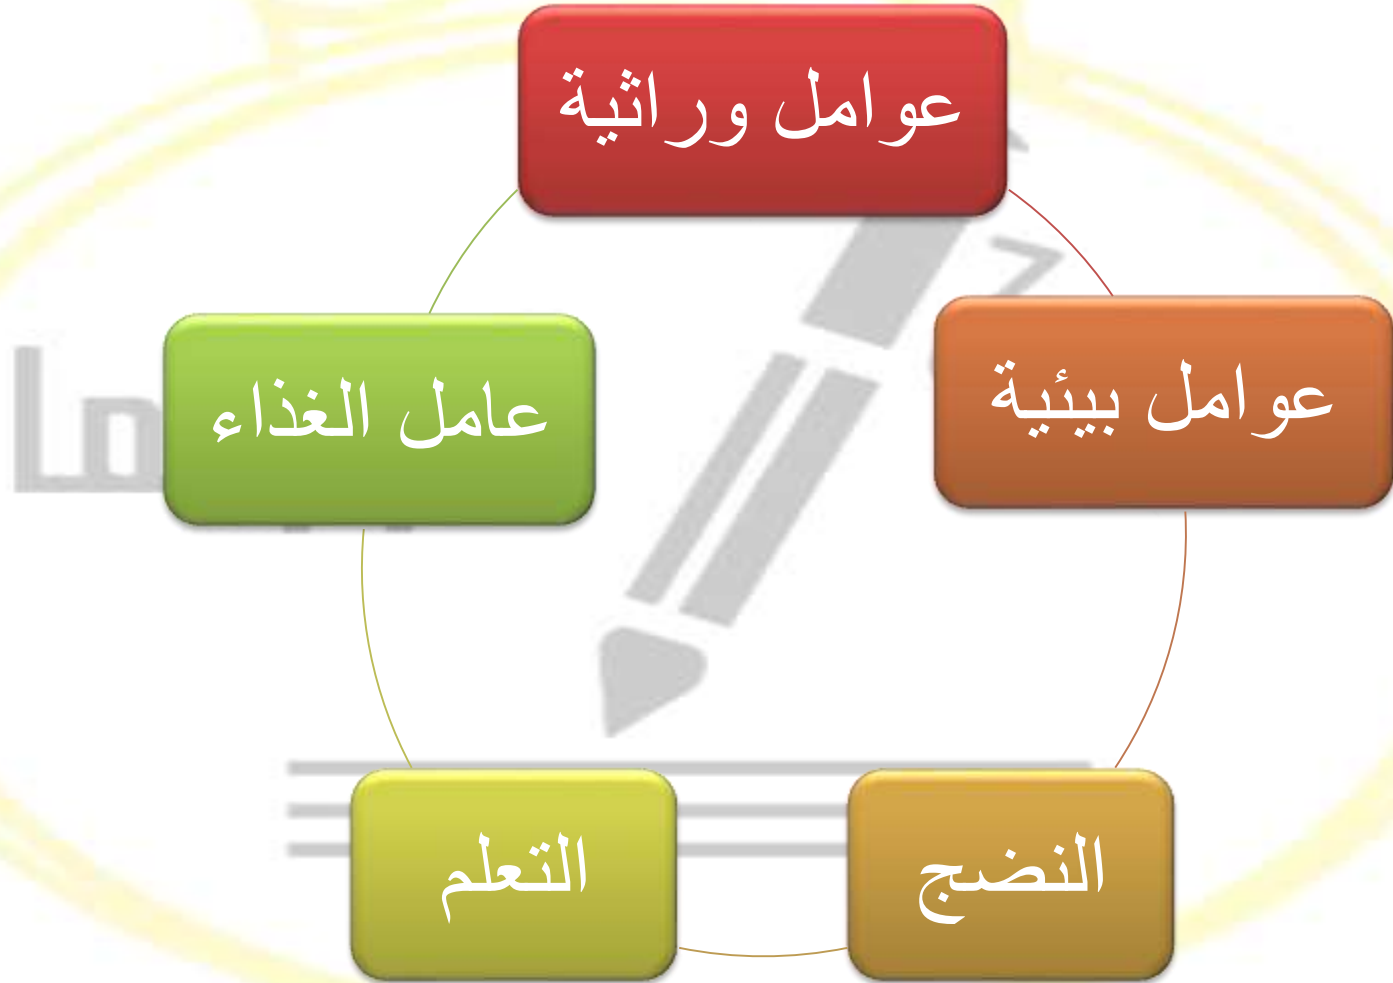 عوامل وراثية
عوامل بيئية
النضج
التعلم
عامل الغذاء